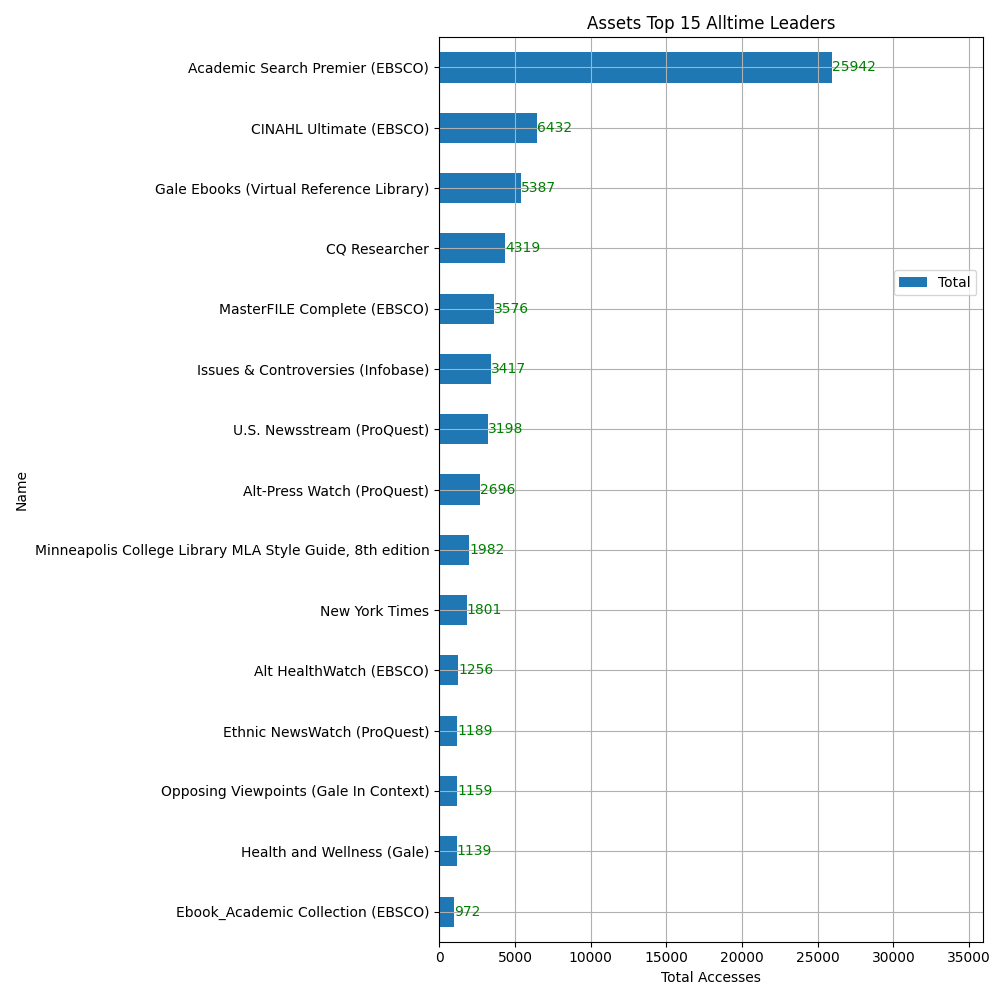 Assets Top 15 Alltime Leaders
Academic Search Premier (EBSCO) 25942
CINAHL Ultimate (EBSCO) 6432
Gale Ebooks (Virtual Reference Library) 5387
CQ Researcher 4319
Total
MasterFILE Complete (EBSCO) 3576
Issues & Controversies (Infobase) 3417
U.S. Newsstream (ProQuest) 3198
Name
Alt-Press Watch (ProQuest) 2696
Minneapolis College Library MLA Style Guide, 8th edition 1982
New York Times 1801
Alt HealthWatch (EBSCO) 1256
Ethnic NewsWatch (ProQuest) 1189
Opposing Viewpoints (Gale In Context) 1159
Health and Wellness (Gale) 1139
Ebook_Academic Collection (EBSCO) 972
0 5000 10000 15000 20000 25000 30000 35000
Total Accesses